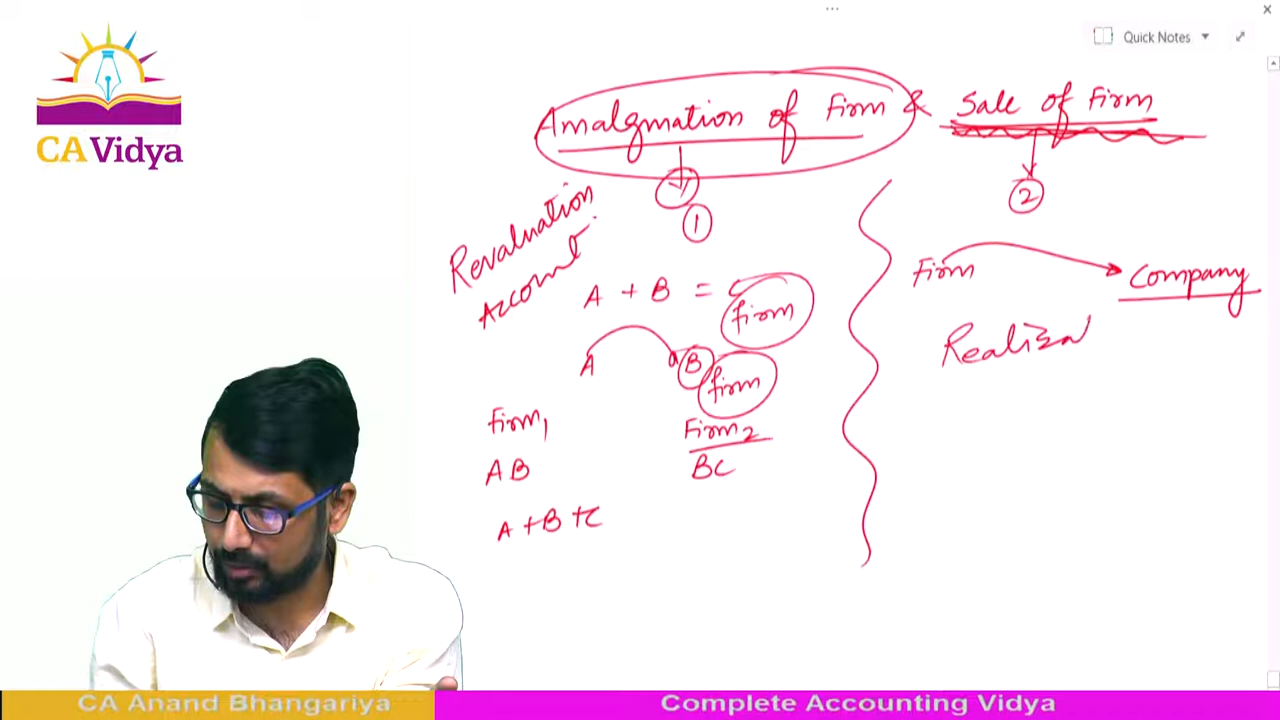 Quick Notes
CA Vidya
Amalgmation of Firm & Sale of Firm
1
2
Revaluation
Account
A + B = C
firm
A B
firm
Firm1 Firm2
AB BC
A + B + C
Firm Company
Realiza
CA Anand Bhangariya
Complete Accounting Vidya